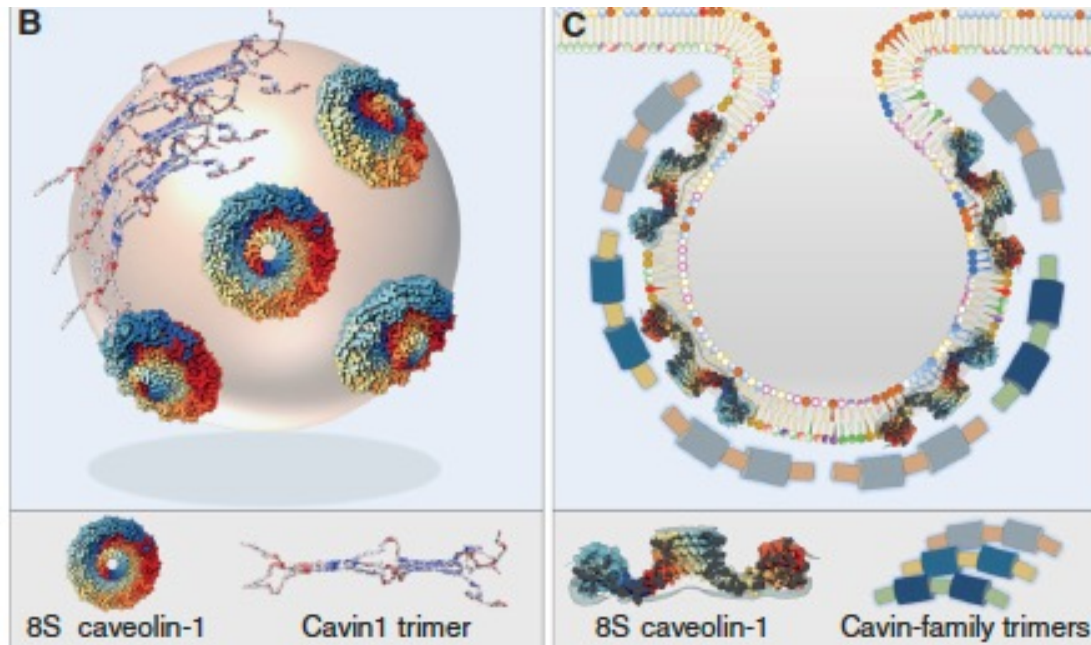 B
C
8S caveolin-1
Cavin1 trimer
8S caveolin-1
Cavin-family trimers